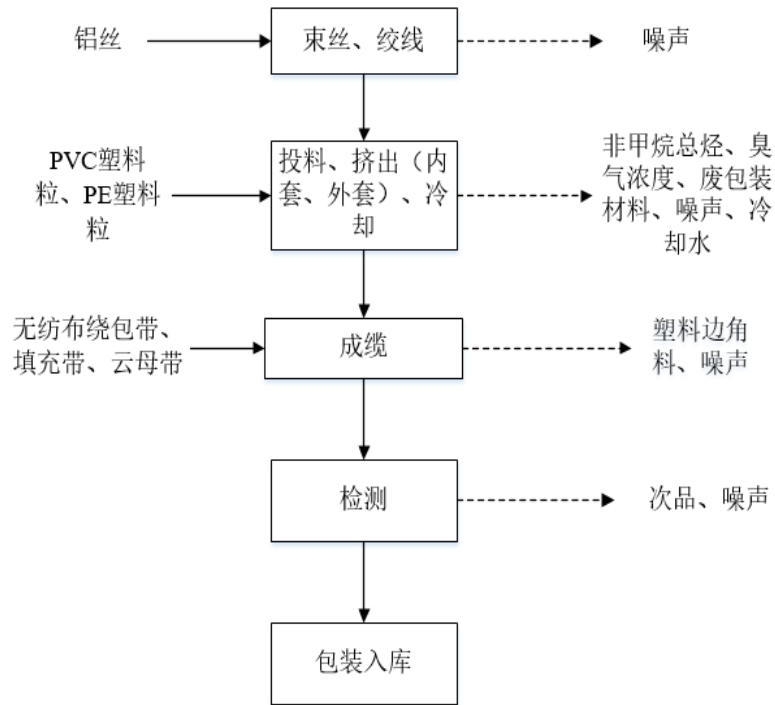 铝丝
束丝、绞线
噪声
PVC塑料
粒、PE塑料
粒
投料、挤出（内
套、外套）、冷
却
非甲烷总烃、臭
气浓度、废包装
材料、噪声、冷
却水
无纺布绕包带、
填充带、云母带
成缆
塑料边角
料、噪声
检测
次品、噪声
包装入库